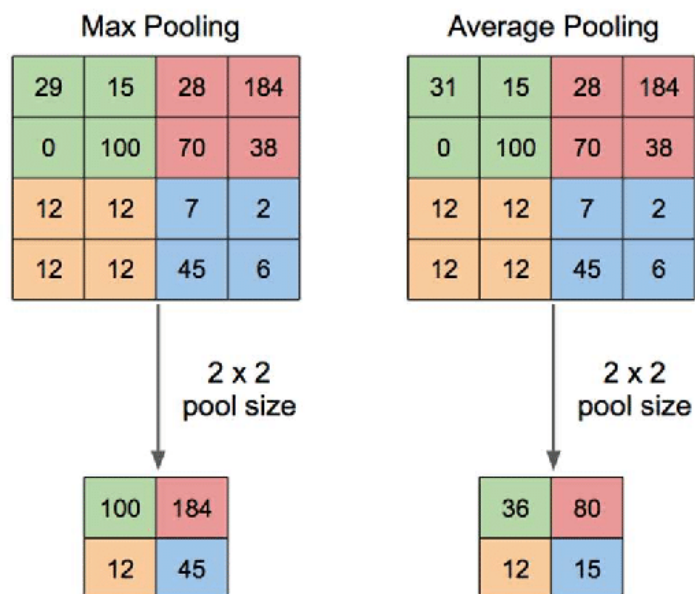 Max Pooling
29 15 28 184
0 100 70 38
12 12 7 2
12 12 45 6
2 x 2
pool size
100 184
12 45
Average Pooling
31 15 28 184
0 100 70 38
12 12 7 2
12 12 45 6
2 x 2
pool size
36 80
12 15